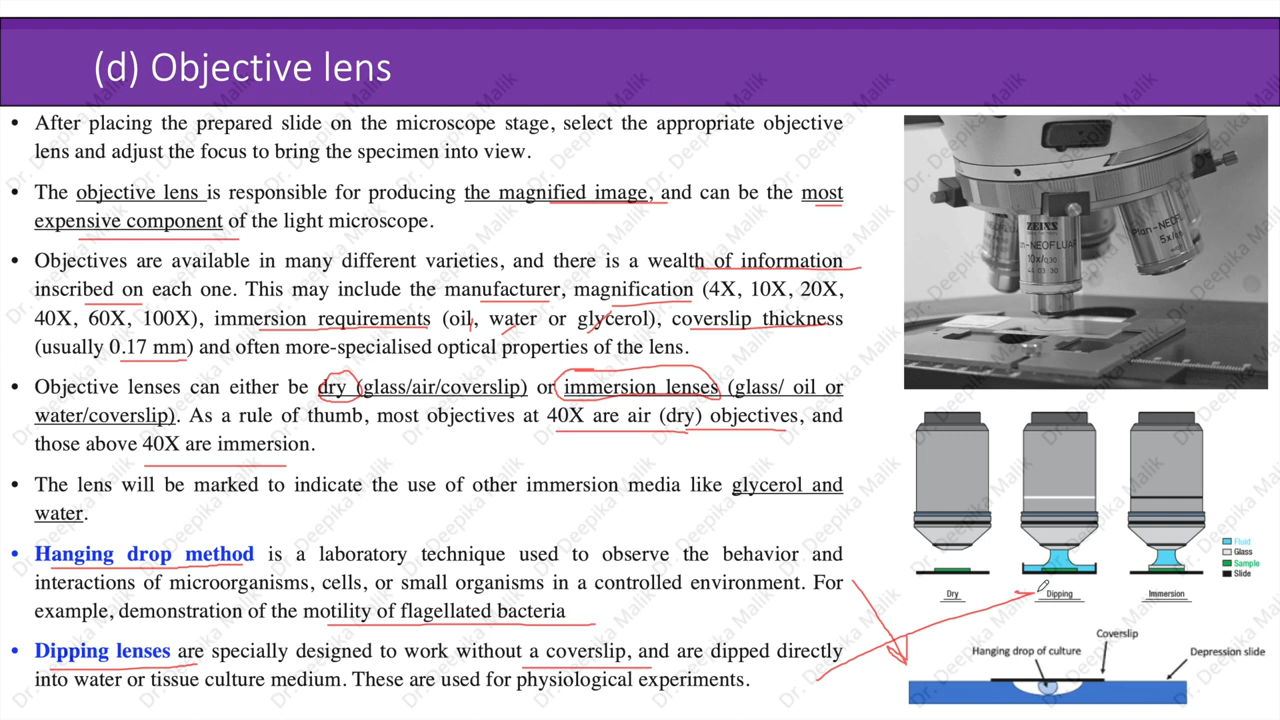 (d) Objective lens
• After placing the prepared slide on the microscope stage, select the appropriate objective
lens and adjust the focus to bring the specimen into view.
• The objective lens is responsible for producing the magnified image, and can be the most
expensive component of the light microscope.
• Objectives are available in many different varieties, and there is a wealth of information
inscribed on each one. This may include the manufacturer, magnification (4X, 10X, 20X,
40X, 60X, 100X), immersion requirements (oil, water or glycerol), coverslip thickness
(usually 0.17 mm) and often more-specialised optical properties of the lens.
• Objective lenses can either be dry (glass/air/coverslip) or immersion lenses (glass/ oil or
water/coverslip). As a rule of thumb, most objectives at 40X are air (dry) objectives, and
those above 40X are immersion.
• The lens will be marked to indicate the use of other immersion media like glycerol and
water.
• Hanging drop method is a laboratory technique used to observe the behavior and
interactions of microorganisms, cells, or small organisms in a controlled environment. For
example, demonstration of the motility of flagellated bacteria
• Dipping lenses are specially designed to work without a coverslip, and are dipped directly
into water or tissue culture medium. These are used for physiological experiments.
ZEISS
n-NEOFLUAR
10x/0.30
44 03 30
Plan-NEOFL
5x/0
Fluid
Glass
Sample
Slide
Dry
Dipping
Immersion
Coverslip
Hanging drop of culture
Depression slide
Dr. Deepika Malik